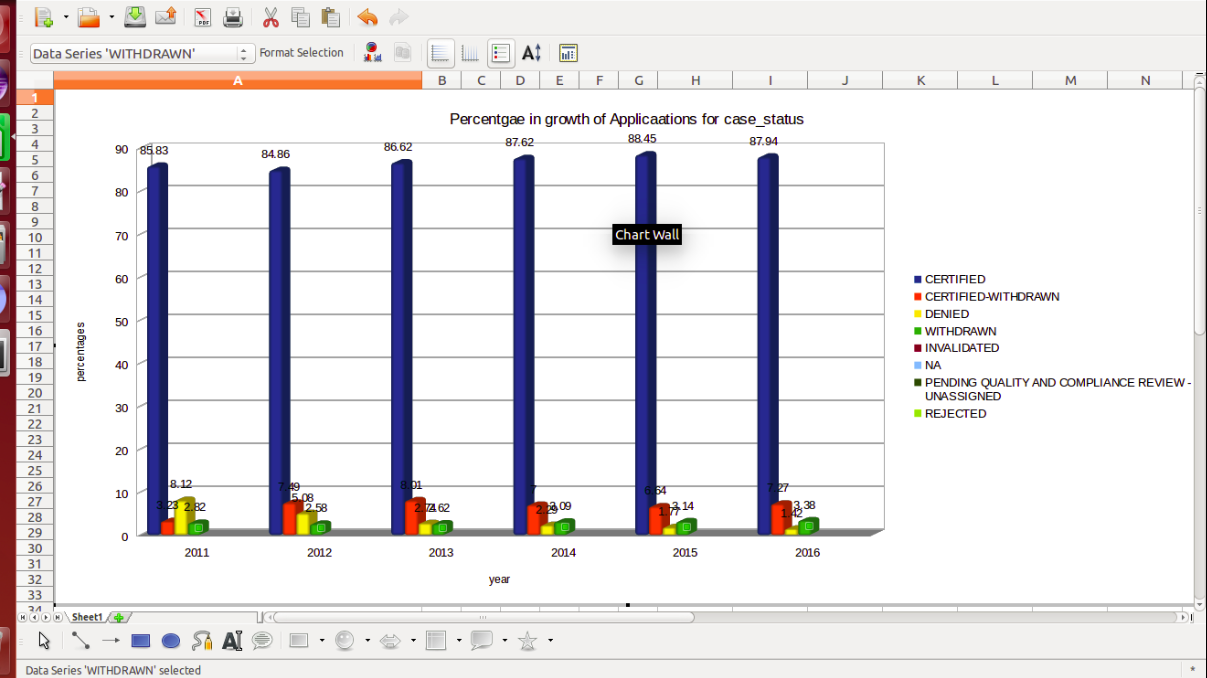 PDF
Data Series 'WITHDRAWN'
Format Selection
A B C D E F G H I J K L M N
1
2
3
4
5
6
7
8
9
10
11
12
13
14
15
16
17
18
19
20
21
22
23
24
25
26
27
28
29
30
31
32
33
34
Percentgae in growth of Applicaations for case_status
90
80
70
60
50
40
30
20
10
0
percentages
85.83 84.86 86.62 87.62 88.45 87.94
Chart Wall
3.23 8.12 2.82
7.49 5.08 2.58
8.01 2.74 2.62
7 2.29 3.09
6.64 1.77 3.14
7.27 1.42 3.38
2011 2012 2013 2014 2015 2016
year
CERTIFIED
CERTIFIED-WITHDRAWN
DENIED
WITHDRAWN
INVALIDATED
NA
PENDING QUALITY AND COMPLIANCE REVIEW -
UNASSIGNED
REJECTED
Sheet1
Data Series 'WITHDRAWN' selected
*